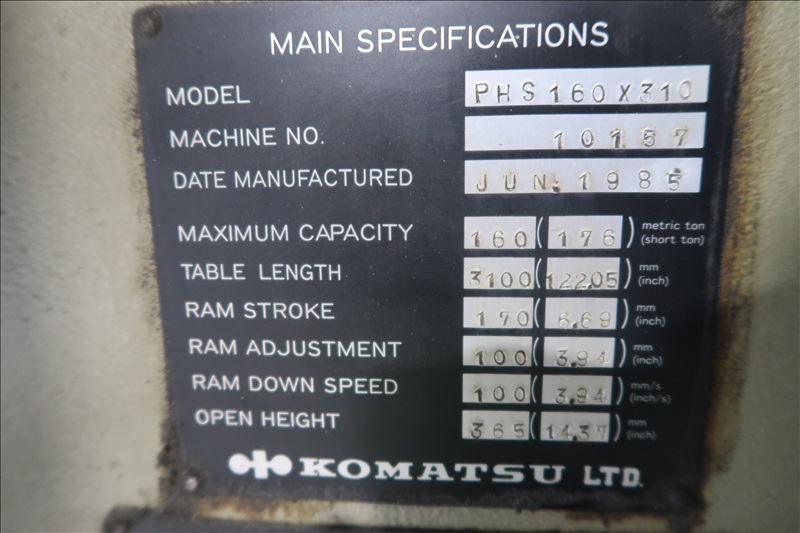 MAIN SPECIFICATIONS
MODEL PHS160X310
MACHINE NO. 10157
DATE MANUFACTURED JUN. 1985
MAXIMUM CAPACITY 160 ( 176 ) metric ton (short ton)
TABLE LENGTH 3100 ( 122.05 ) mm (inch)
RAM STROKE 170 ( 6.69 ) mm (inch)
RAM ADJUSTMENT 100 ( 3.94 ) mm (inch)
RAM DOWN SPEED 100 ( 3.94 ) mm/s (inch/s)
OPEN HEIGHT 365 ( 14.37 ) mm (inch)
KOMATSU LTD.